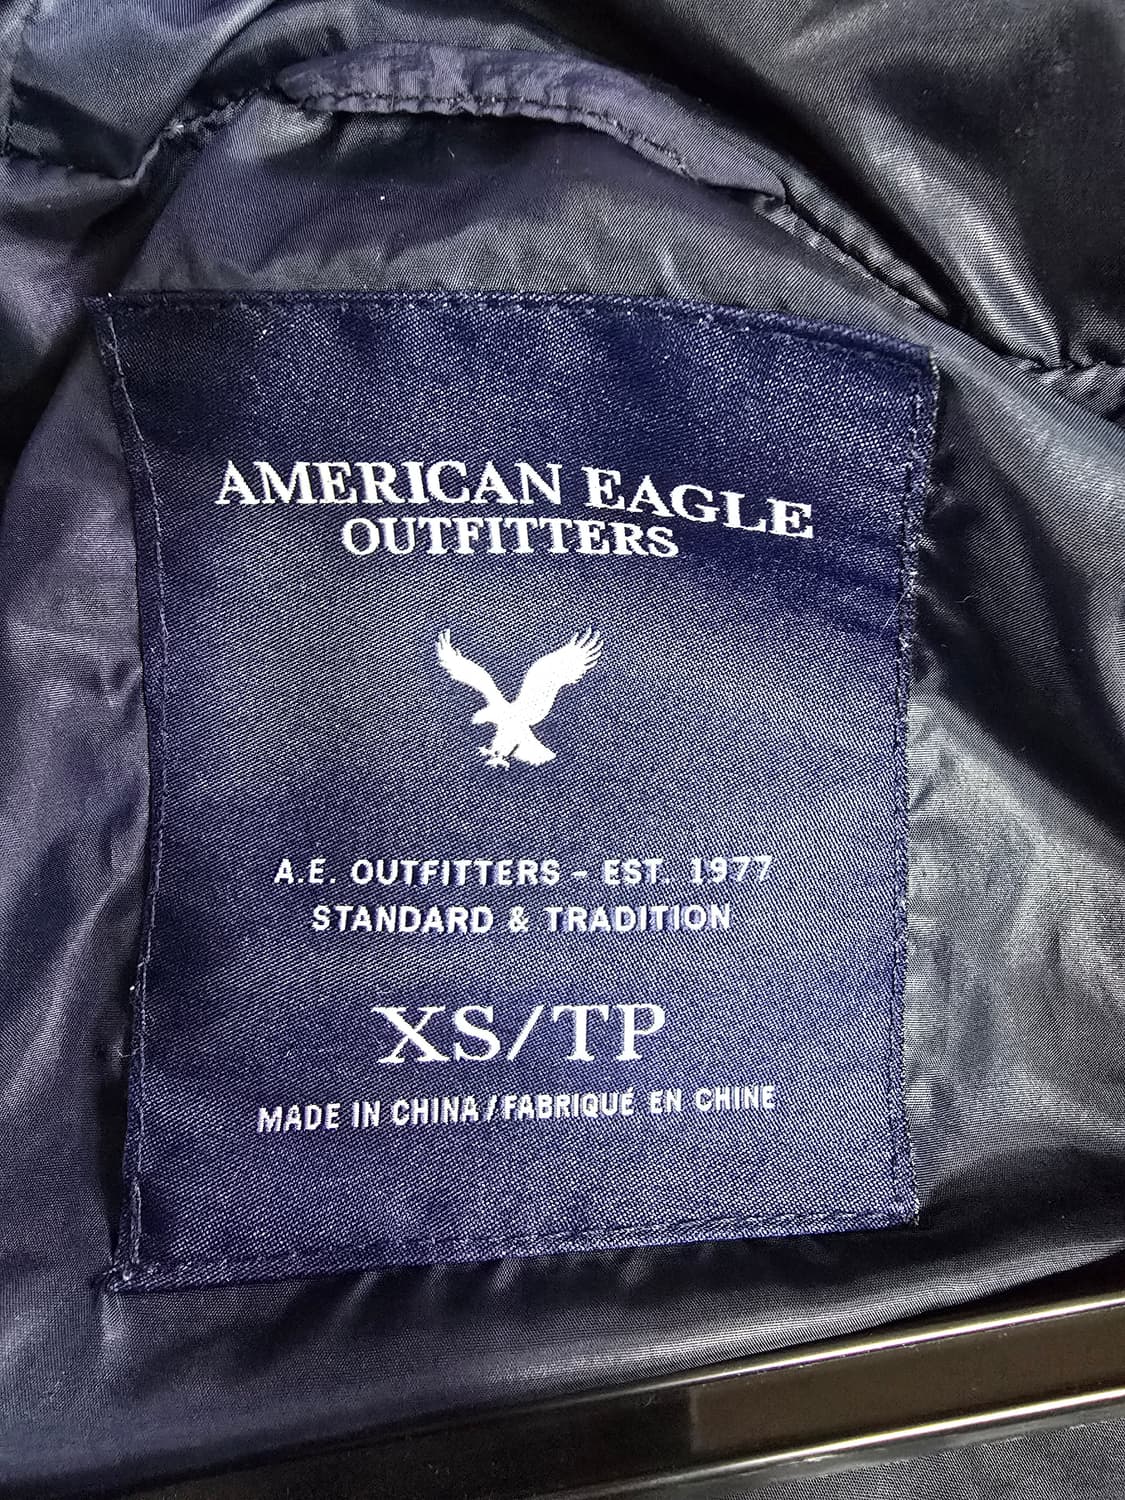 AMERICAN EAGLE
OUTFITTERS
A.E. OUTFITTERS - EST. 1977
STANDARD & TRADITION
XS/TP
MADE IN CHINA/FABRIQUÉ EN CHINE